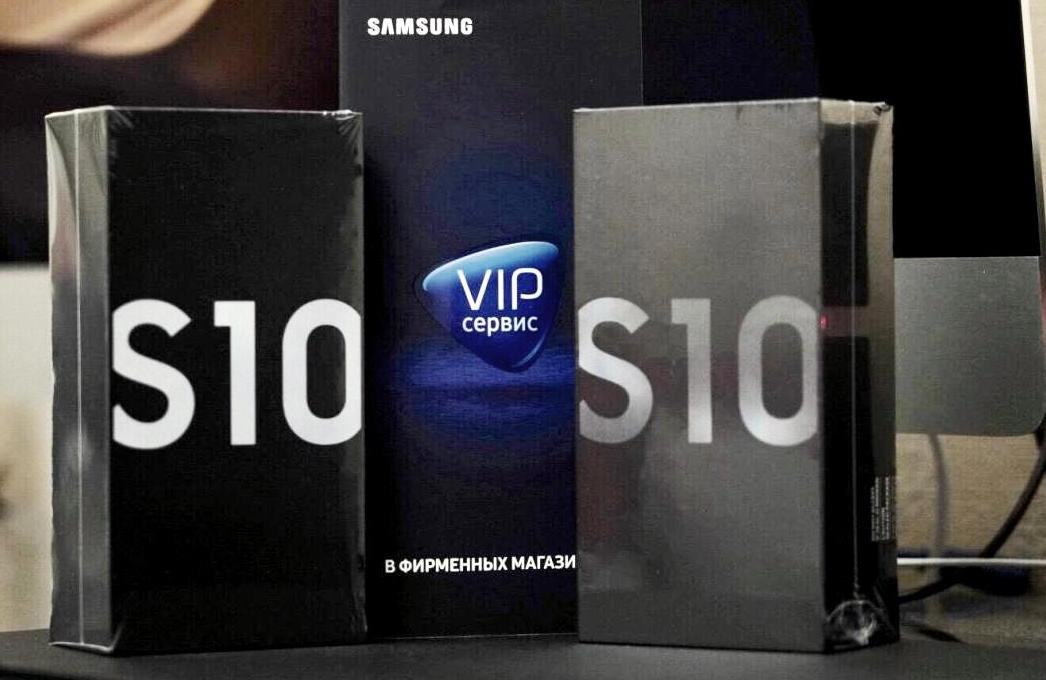 SAMSUNG
VIP
сервис
S10
S10
В ФИРМЕННЫХ МАГАЗИ